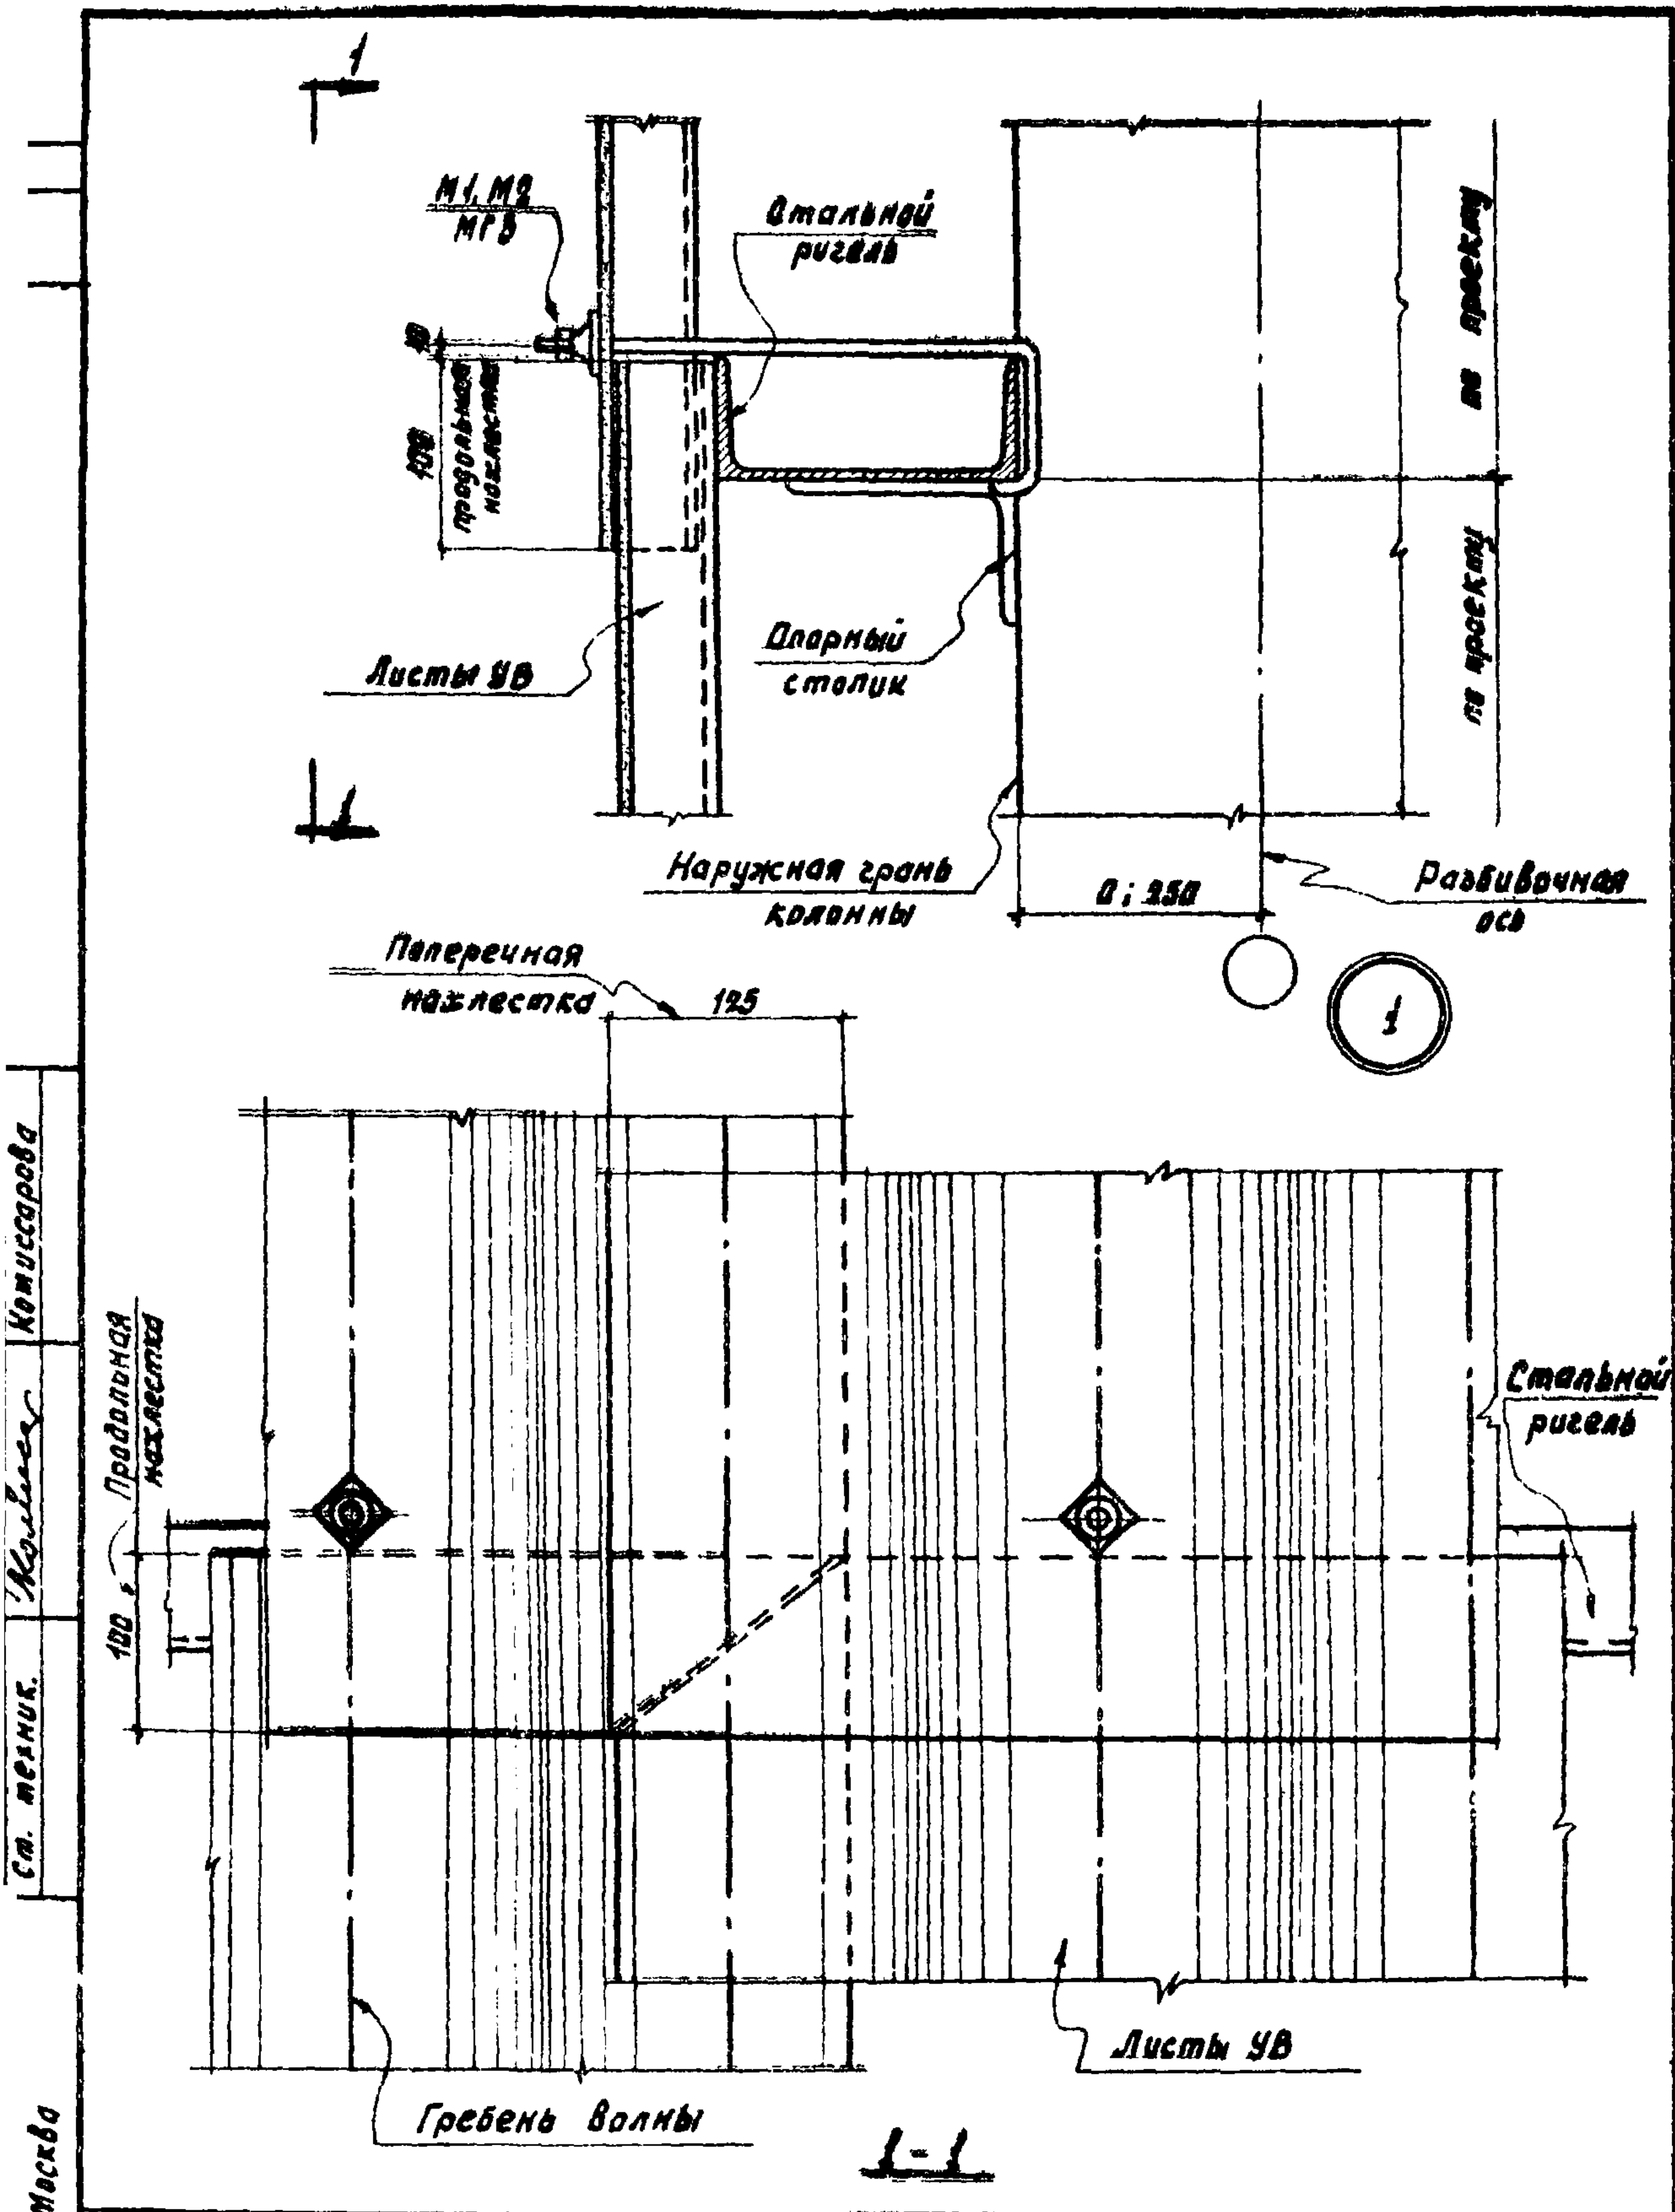 1
М1, М2
МГ3
Стальной
ригель
по проекту
10
100
продольная
нахлестка
Листы УВ
Опорный
столик
по проекту
1
Наружная грань
колонны
0; 250
Разбивочная
ось
Поперечная
нахлестка
125
1
Комиссарова
Продольная
нахлестка
100
Стальной
ригель
Ст. техник.
Листы УВ
Гребень волны
1-1
Москва